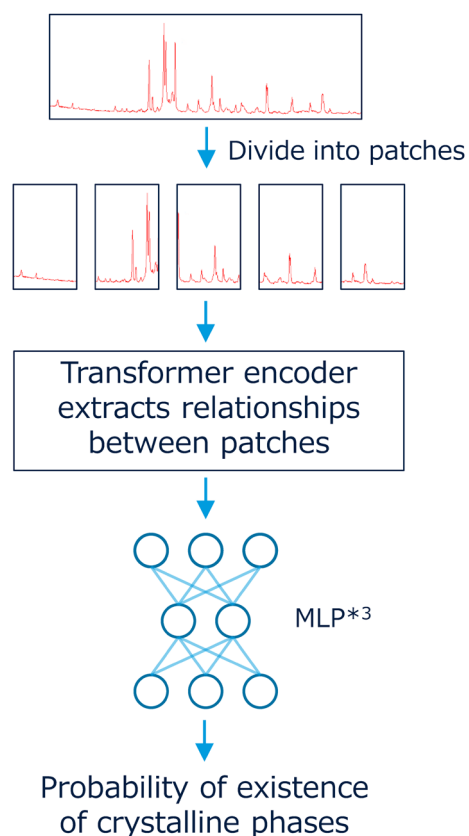 Divide into patches
Transformer encoder
extracts relationships
between patches
MLP*3
Probability of existence
of crystalline phases